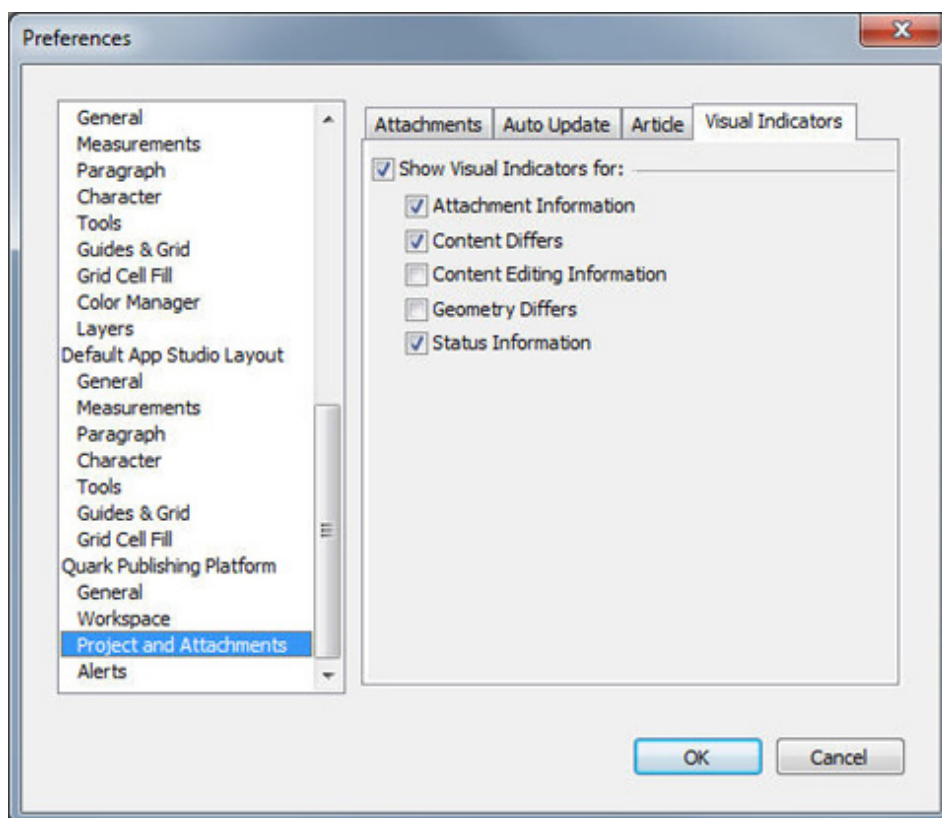 Preferences
General
Measurements
Paragraph
Character
Tools
Guides & Grid
Grid Cell Fill
Color Manager
Layers
Default App Studio Layout
General
Measurements
Paragraph
Character
Tools
Guides & Grid
Grid Cell Fill
Quark Publishing Platform
General
Workspace
Project and Attachments
Alerts
Attachments Auto Update Article Visual Indicators
Show Visual Indicators for:
Attachment Information
Content Differs
Content Editing Information
Geometry Differs
Status Information
OK Cancel